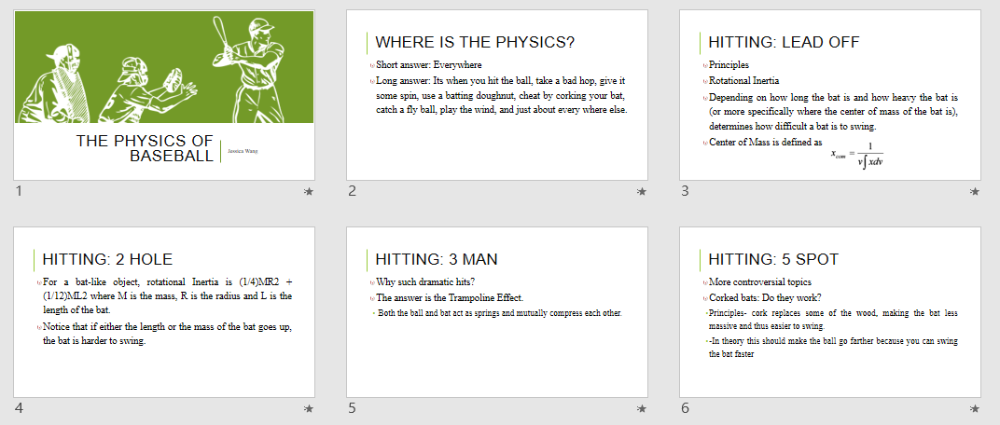 THE PHYSICS OF
BASEBALL
Jessica Wang
1
WHERE IS THE PHYSICS?
Short answer: Everywhere
Long answer: Its when you hit the ball, take a bad hop, give it
some spin, use a batting doughnut, cheat by corking your bat,
catch a fly ball, play the wind, and just about every where else.
2
HITTING: LEAD OFF
Principles
Rotational Inertia
Depending on how long the bat is and how heavy the bat is
(or more specifically where the center of mass of the bat is),
determines how difficult a bat is to swing.
Center of Mass is defined as
x_com = 1 / v∫xdv
3
HITTING: 2 HOLE
For a bat-like object, rotational Inertia is (1/4)MR2 +
(1/12)ML2 where M is the mass, R is the radius and L is the
length of the bat.
Notice that if either the length or the mass of the bat goes up,
the bat is harder to swing.
4
HITTING: 3 MAN
Why such dramatic hits?
The answer is the Trampoline Effect.
Both the ball and bat act as springs and mutually compress each other.
5
HITTING: 5 SPOT
More controversial topics
Corked bats: Do they work?
Principles- cork replaces some of the wood, making the bat less
massive and thus easier to swing.
-In theory this should make the ball go farther because you can swing
the bat faster
6